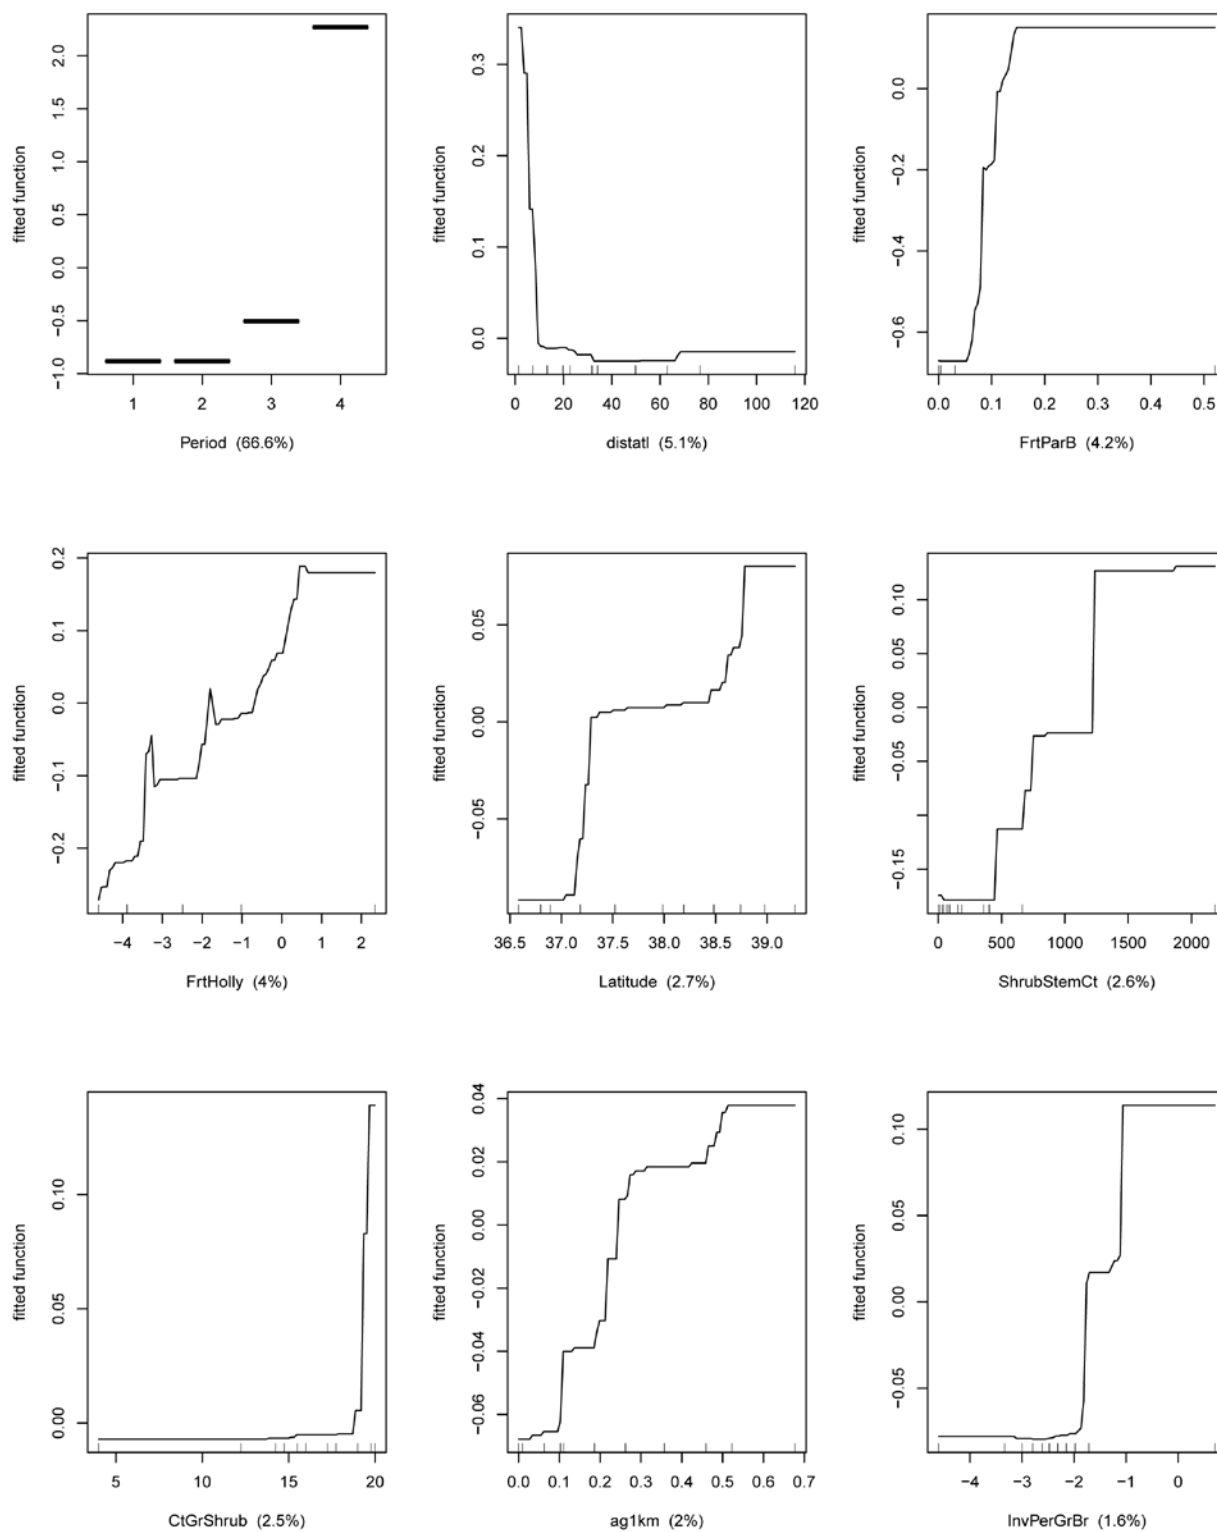 fitted function
2.0
1.5
1.0
0.5
0.0
−0.5
−1.0
1 2 3 4
Period (66.6%)
fitted function
0.3
0.2
0.1
0.0
0 20 40 60 80 100 120
distatl (5.1%)
fitted function
0.0
−0.2
−0.4
−0.6
0.0 0.1 0.2 0.3 0.4 0.5
FrtParB (4.2%)
fitted function
0.2
0.1
0.0
−0.1
−0.2
−4 −3 −2 −1 0 1 2
FrtHolly (4%)
fitted function
0.05
0.00
−0.05
36.5 37.0 37.5 38.0 38.5 39.0
Latitude (2.7%)
fitted function
0.10
0.05
0.00
−0.05
−0.15
0 500 1000 1500 2000
ShrubStemCt (2.6%)
fitted function
0.10
0.05
0.00
5 10 15 20
CtGrShrub (2.5%)
fitted function
0.04
0.02
0.00
−0.02
−0.04
−0.06
0.0 0.1 0.2 0.3 0.4 0.5 0.6 0.7
ag1km (2%)
fitted function
0.10
0.05
0.00
−0.05
−4 −3 −2 −1 0
InvPerGrBr (1.6%)